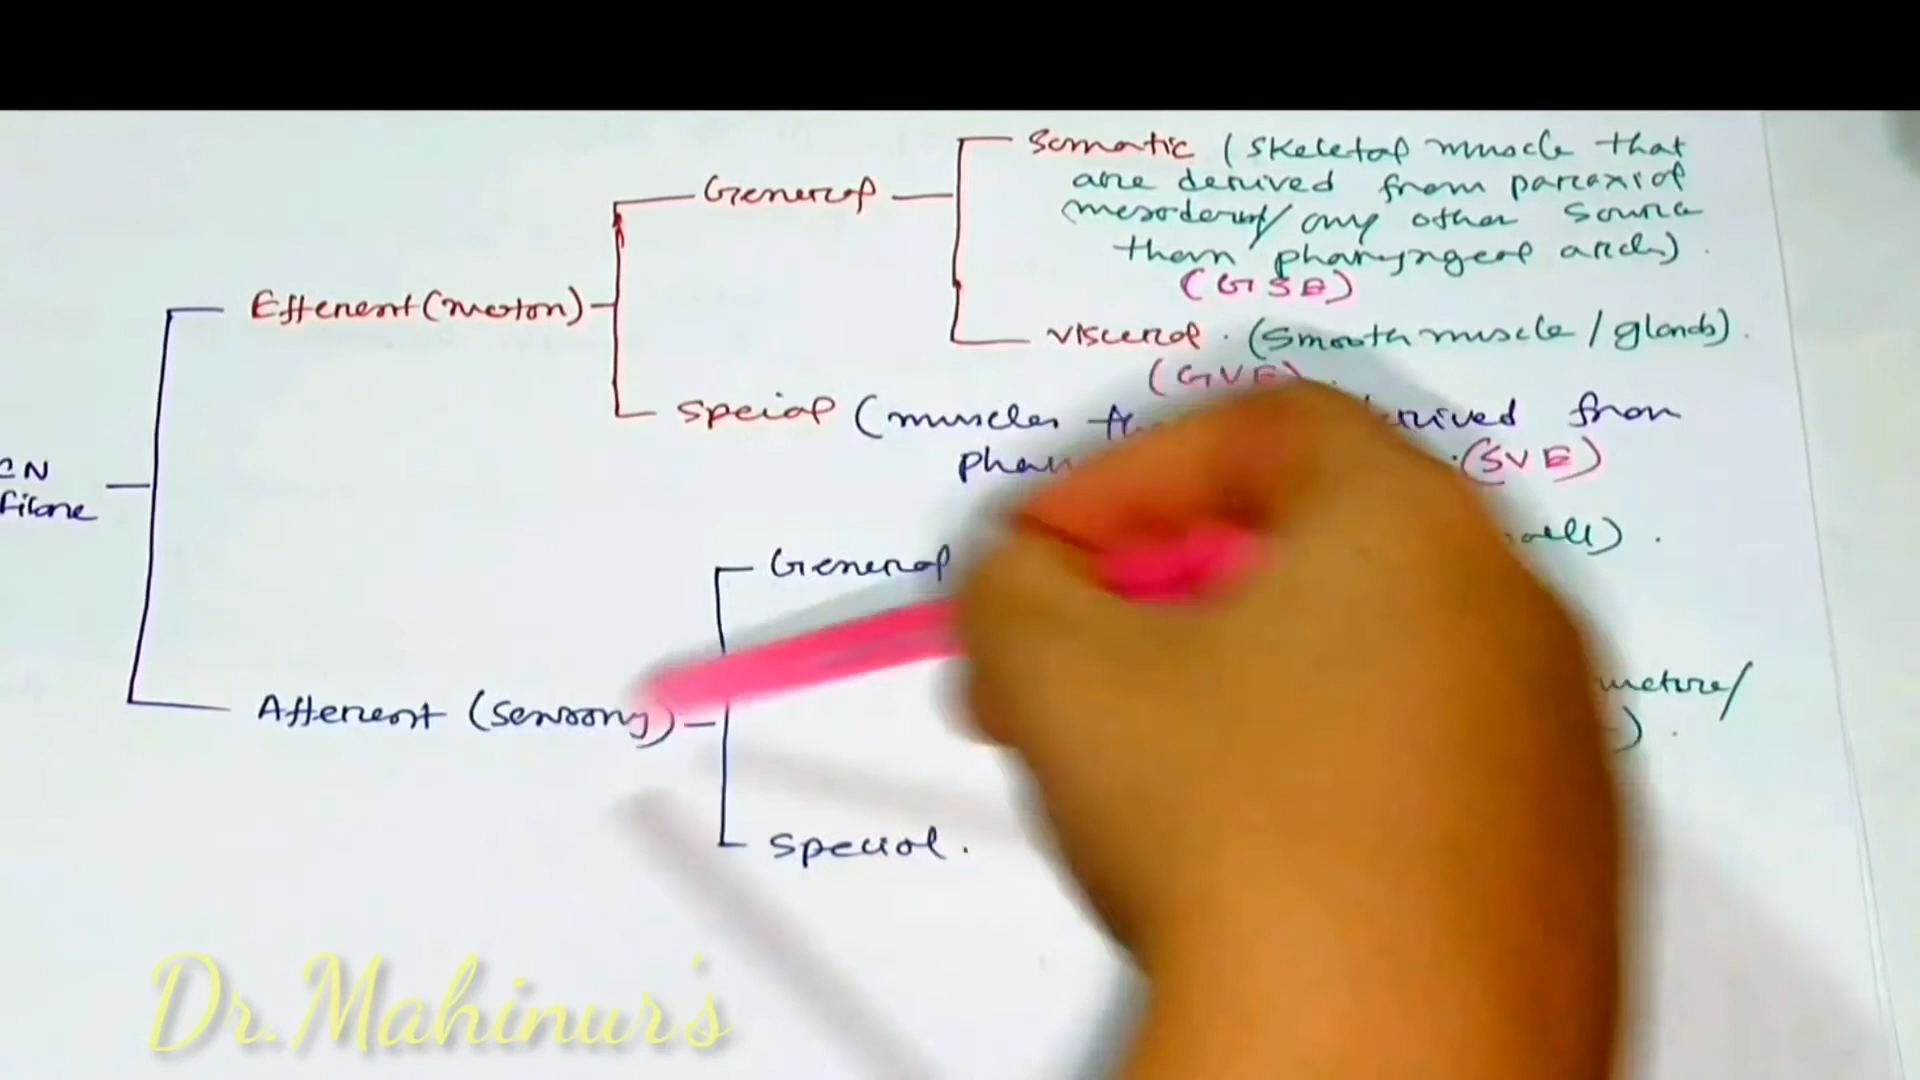 Somatic (skeletal muscle that
are derived from paraxial
mesoderm/ any other source
than pharyngeal arch).
(GSE)
General
Visceral. (Smooth muscle / glands).
(GVE).
Efferent (motor)
Special (muscles derived from
(SVE)
CN
fibre
General
Afferent (sensory)
Special.
Dr. Mahinur's